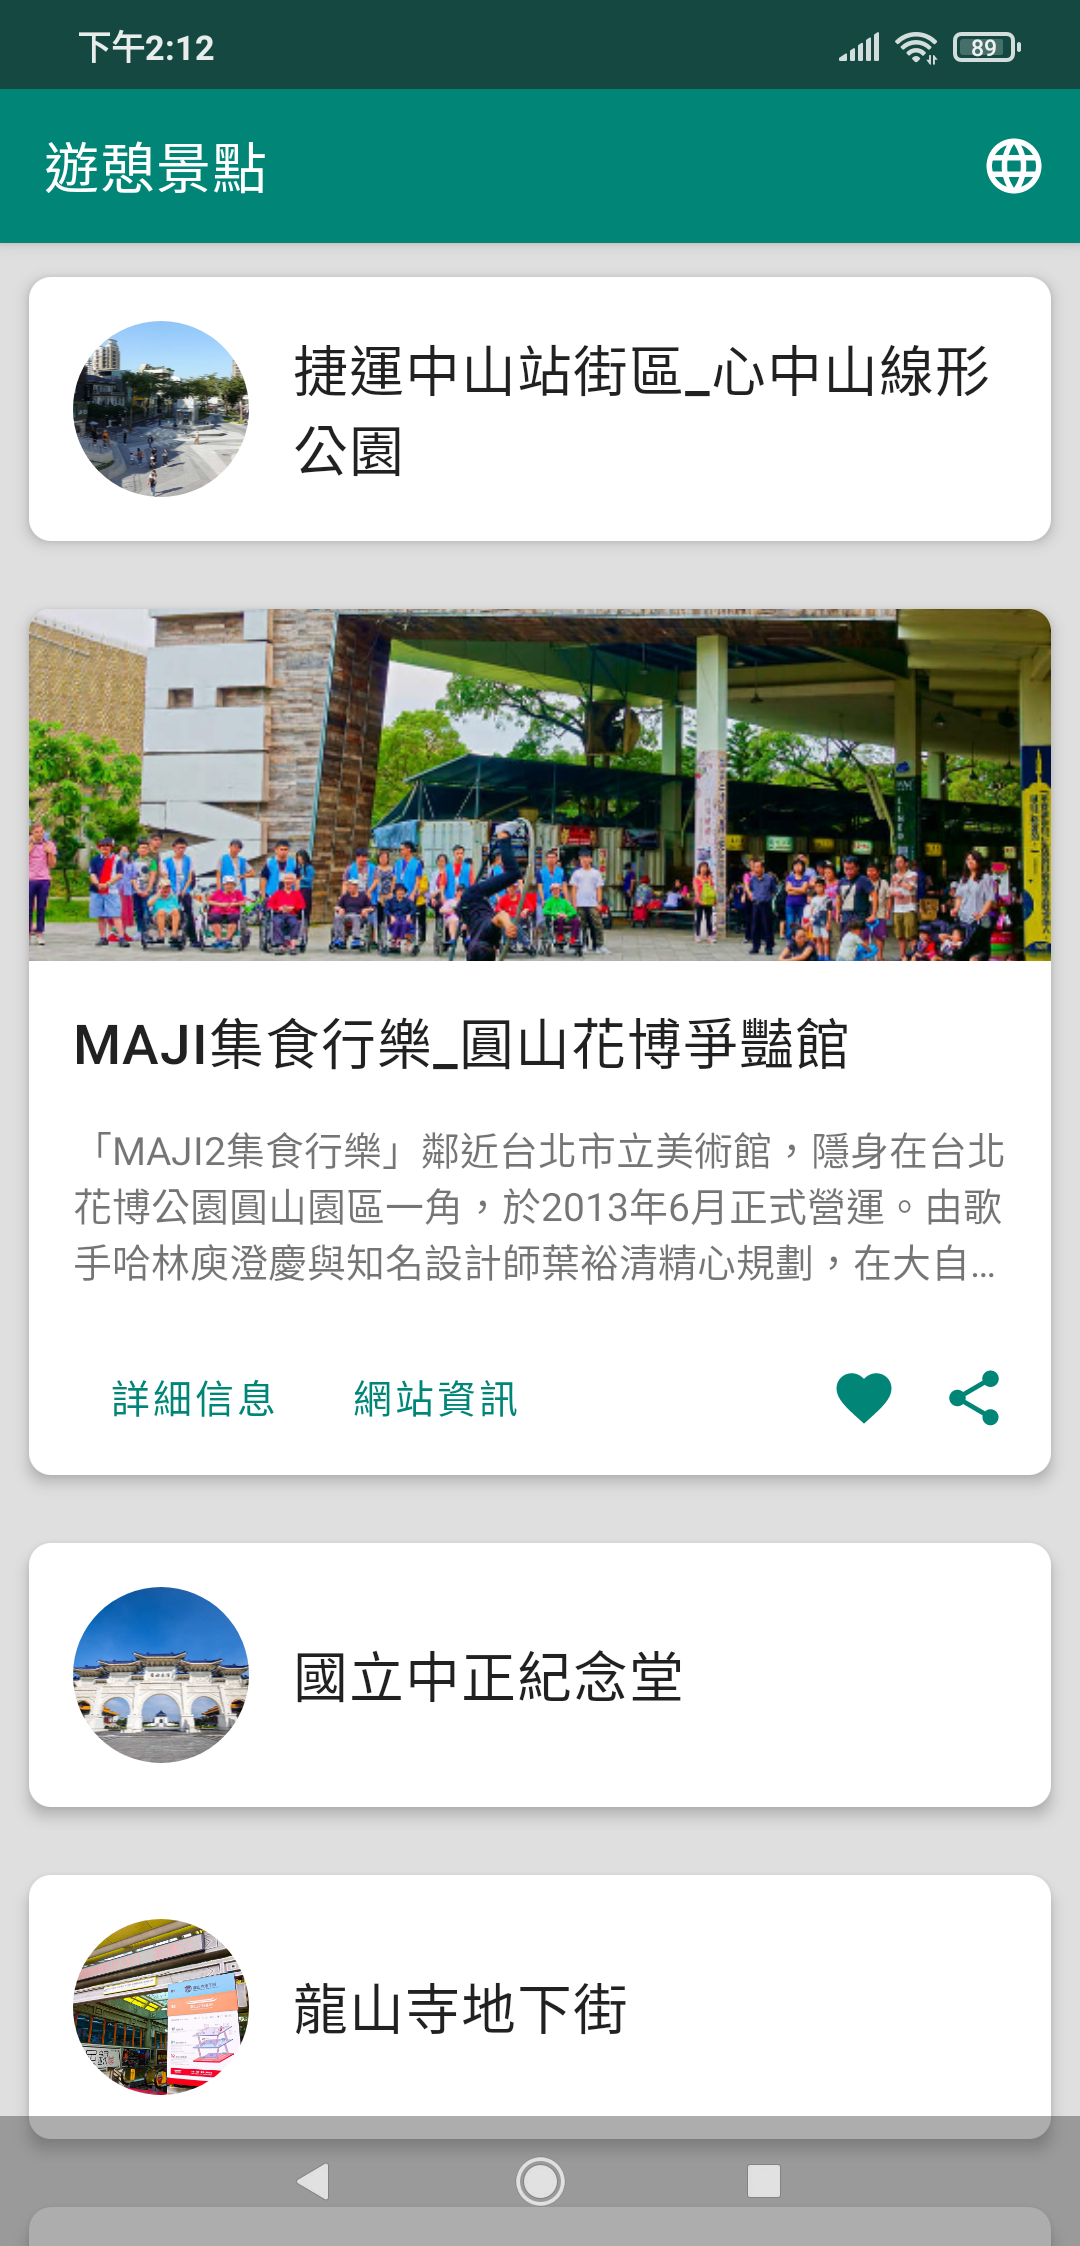 下午2:12
89
遊憩景點
捷運中山站街區_心中山線形
公園
MAJI集食行樂_圓山花博爭豔館
「MAJI2集食行樂」鄰近台北市立美術館，隱身在台北
花博公園圓山園區一角，於2013年6月正式營運。由歌
手哈林庾澄慶與知名設計師葉裕清精心規劃，在大自...
詳細信息
網站資訊
國立中正紀念堂
龍山寺地下街